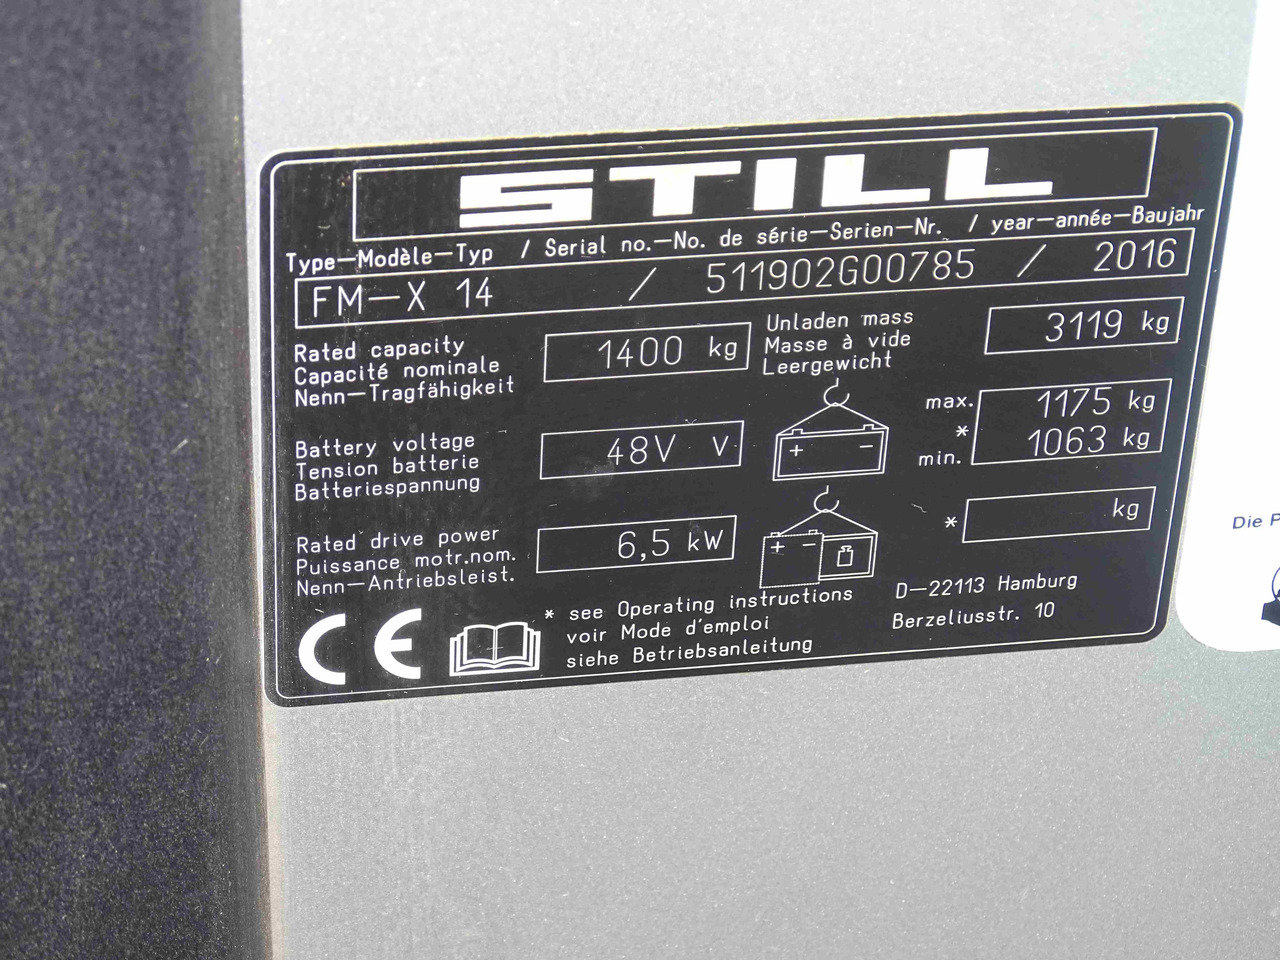 STILL
Type—Modèle—Typ / Serial no.—No. de série—Serien—Nr. / year—année—Baujahr
FM—X 14 / 511902G00785 / 2016
Rated capacity
Capacité nominale
Nenn—Tragfähigkeit
1400 kg
Unladen mass
Masse à vide
Leergewicht
3119 kg
Battery voltage
Tension batterie
Batteriespannung
48V V
+ −
max. 1175 kg
*
min. 1063 kg
Rated drive power
Puissance motr.nom.
Nenn—Antriebsleist.
6,5 kW
+ −
* kg
CE
* see Operating instructions
voir Mode d'emploi
siehe Betriebsanleitung
D—22113 Hamburg
Berzeliusstr. 10
Die P